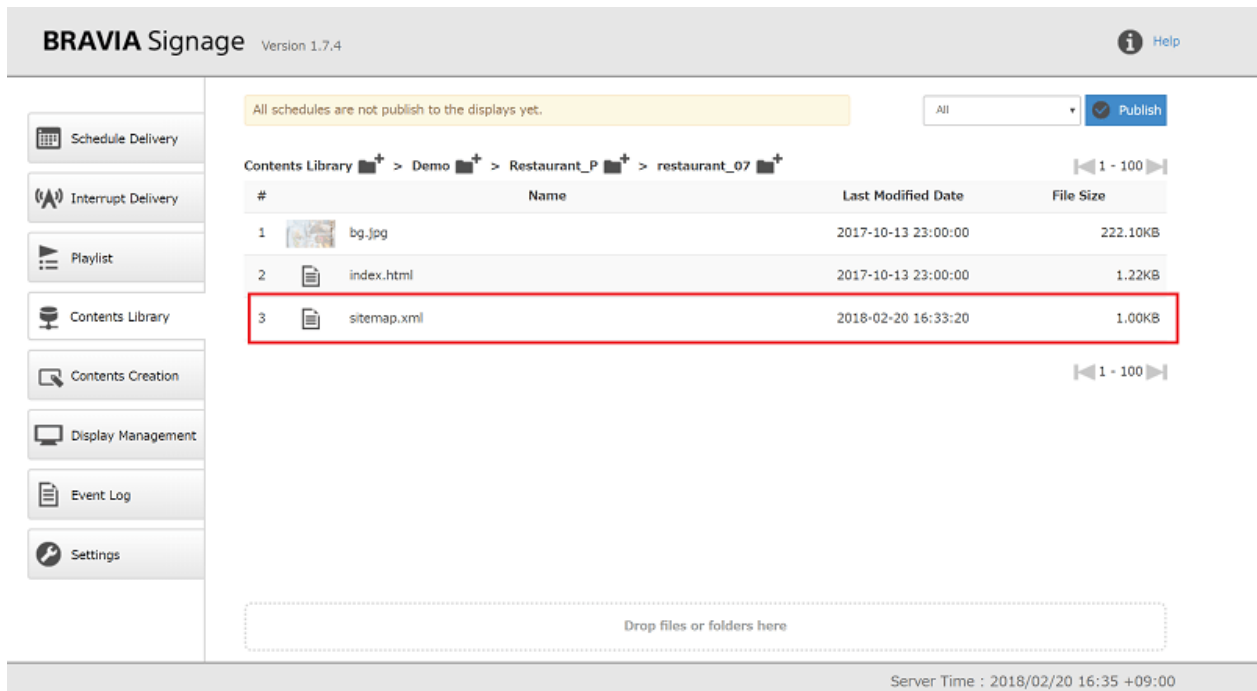 BRAVIA Signage Version 1.7.4
Help
All schedules are not publish to the displays yet.
All
Publish
Schedule Delivery
Interrupt Delivery
Playlist
Contents Library
Contents Creation
Display Management
Event Log
Settings
Contents Library > Demo > Restaurant_P > restaurant_07
1 - 100
# Name Last Modified Date File Size
1 bg.jpg 2017-10-13 23:00:00 222.10KB
2 index.html 2017-10-13 23:00:00 1.22KB
3 sitemap.xml 2018-02-20 16:33:20 1.00KB
1 - 100
Drop files or folders here
Server Time : 2018/02/20 16:35 +09:00